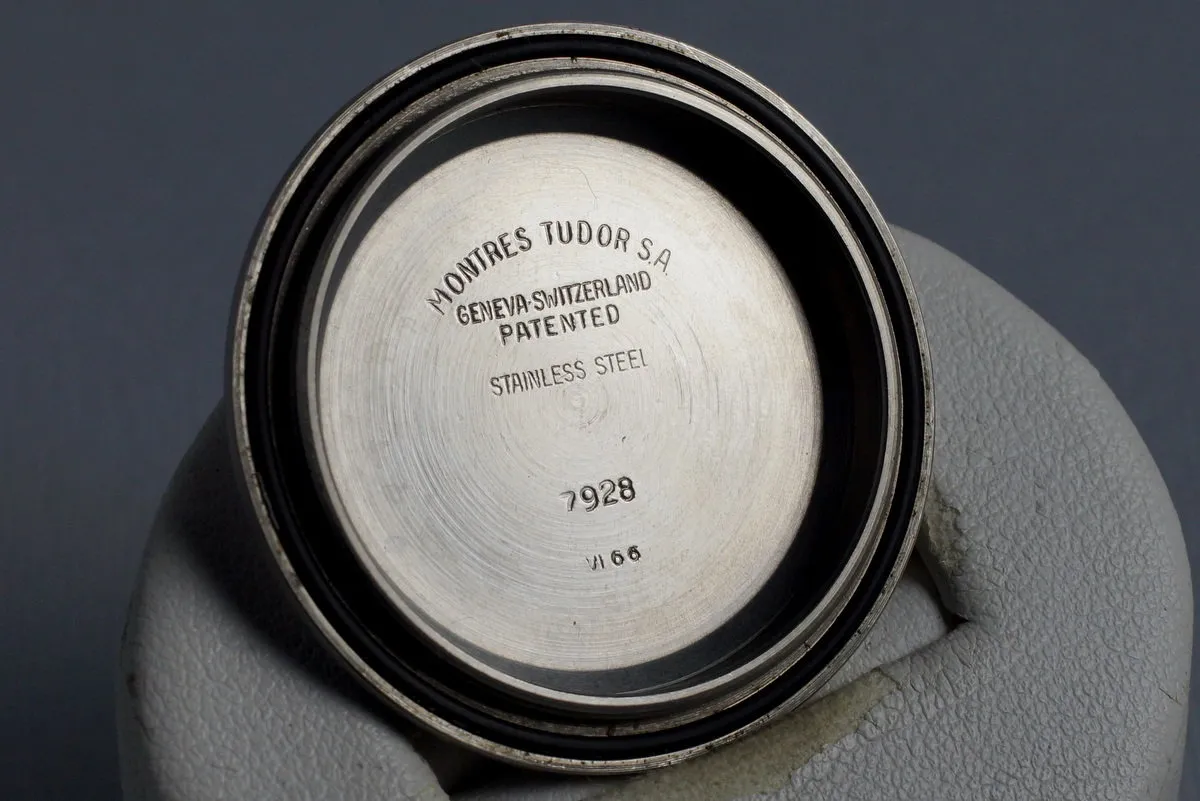 MONTRES TUDOR S.A.
GENEVA-SWITZERLAND
PATENTED
STAINLESS STEEL
7928
VI 66